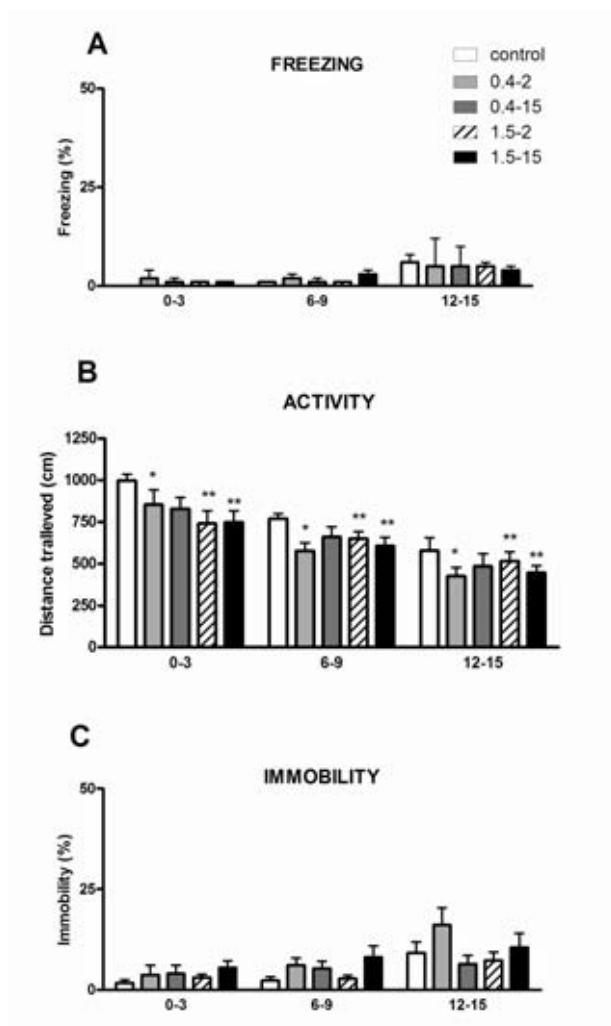 A
FREEZING
control
0.4-2
0.4-15
1.5-2
1.5-15
Freezing (%)
50
25
0
0-3 6-9 12-15
B
ACTIVITY
Distance tralleved (cm)
1250
1000
750
500
250
0
* ** **
* ** **
* ** **
0-3 6-9 12-15
C
IMMOBILITY
Immobility (%)
50
25
0
0-3 6-9 12-15